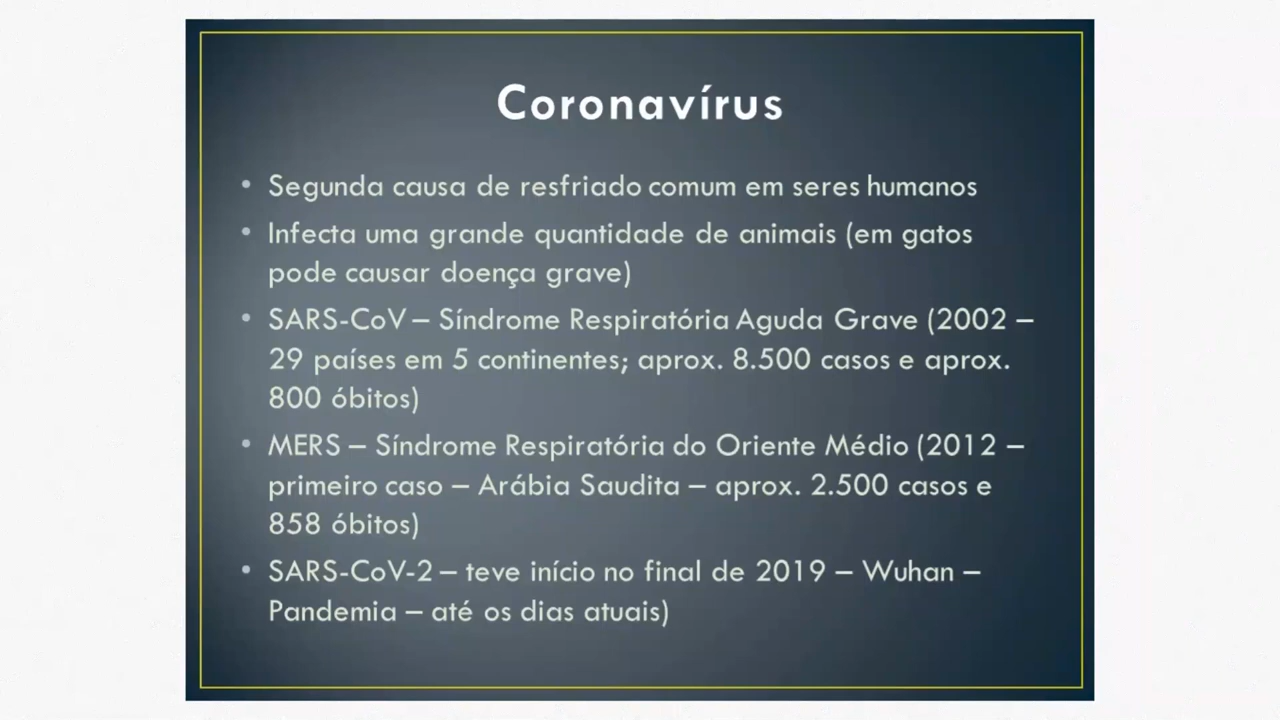 Coronavírus
• Segunda causa de resfriado comum em seres humanos
• Infecta uma grande quantidade de animais (em gatos
pode causar doença grave)
• SARS-CoV – Síndrome Respiratória Aguda Grave (2002 –
29 países em 5 continentes; aprox. 8.500 casos e aprox.
800 óbitos)
• MERS – Síndrome Respiratória do Oriente Médio (2012 –
primeiro caso – Arábia Saudita – aprox. 2.500 casos e
858 óbitos)
• SARS-CoV-2 – teve início no final de 2019 – Wuhan –
Pandemia – até os dias atuais)